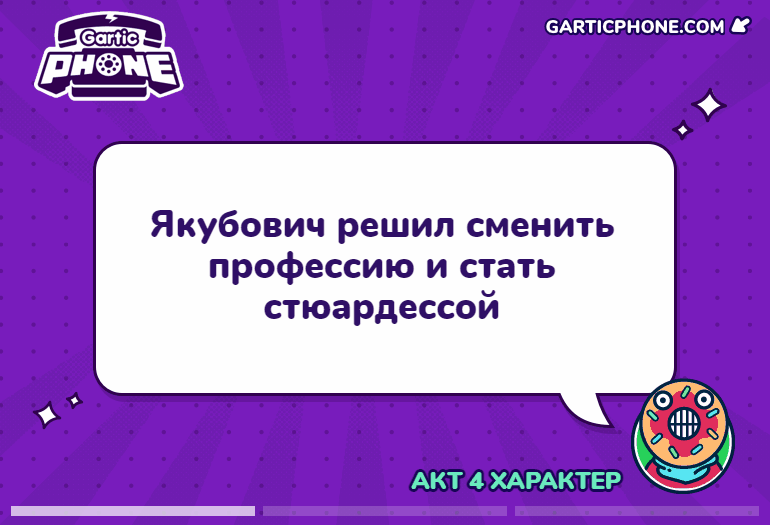 Gartic
PHONE
GARTICPHONE.COM
Якубович решил сменить
профессию и стать
стюардессой
АКТ 4 ХАРАКТЕР